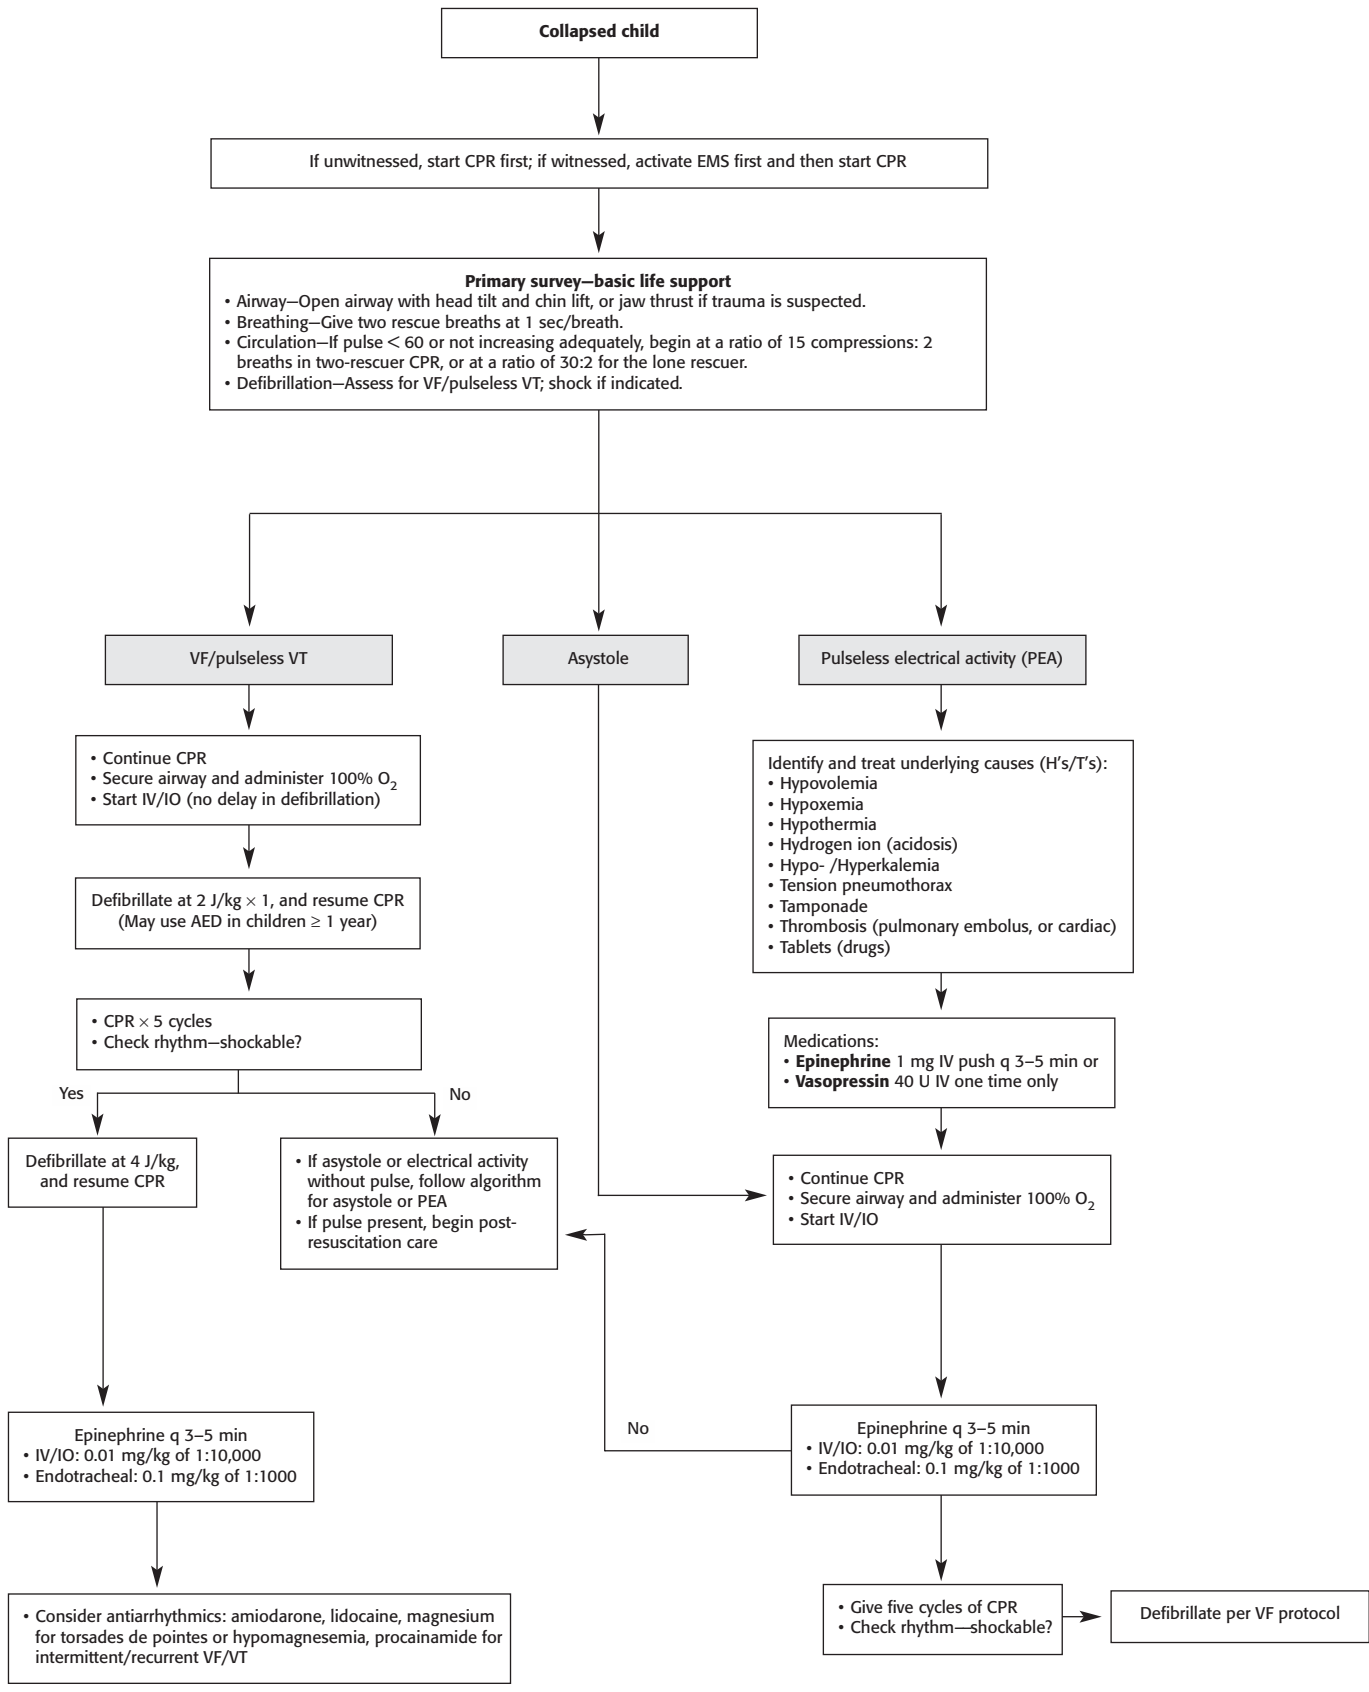 Collapsed child
If unwitnessed, start CPR first; if witnessed, activate EMS first and then start CPR
Primary surv—basic life support
• Airway—Open airway with head tilt and chin lift, or jaw thrust if trauma is suspected.
• Breathing—Give two rescue breaths at 1 sec/breath.
• Circulation—If pulse < 60 or not increasing adequately, begin at a ratio of 15 compressions: 2
breaths in two-rescuer CPR, or at a ratio of 30:2 for the lone rescuer.
• Defibrillation—Assess for VF/pulseless VT; shock if indicated.
VF/pulseless VT
Asystole
Pulseless electrical activity (PEA)
• Continue CPR
• Secure airway and administer 100% O₂
• Start IV/IO (no delay in defibrillation)
Defibrillate at 2 J/kg × 1, and resume CPR
(May use AED in children ≥ 1 year)
• CPR × 5 cycles
• Check rhythm—shockable?
Yes
No
Defibrillate at 4 J/kg,
and resume CPR
• If asystole or electrical activity
without pulse, follow algorithm
for asystole or PEA
• If pulse present, begin post-
resuscitation care
Identify and treat underlying causes (H's/T's):
• Hypovolemia
• Hypoxemia
• Hypothermia
• Hydrogen ion (acidosis)
• Hypo- /Hyperkalemia
• Tension pneumothorax
• Tamponade
• Thrombosis (pulmonary embolus, or cardiac)
• Tablets (drugs)
Medications:
• Epinephrine 1 mg IV push q 3–5 min or
• Vasopressin 40 U IV one time only
• Continue CPR
• Secure airway and administer 100% O₂
• Start IV/IO
Epinephrine q 3–5 min
• IV/IO: 0.01 mg/kg of 1:10,000
• Endotracheal: 0.1 mg/kg of 1:1000
No
Epinephrine q 3–5 min
• IV/IO: 0.01 mg/kg of 1:10,000
• Endotracheal: 0.1 mg/kg of 1:1000
• Consider antiarrhythmics: amiodarone, lidocaine, magnesium
for torsades de pointes or hypomagnesemia, procainamide for
intermittent/recurrent VF/VT
• Give five cycles of CPR
• Check rhythm—shockable?
Defibrillate per VF protocol